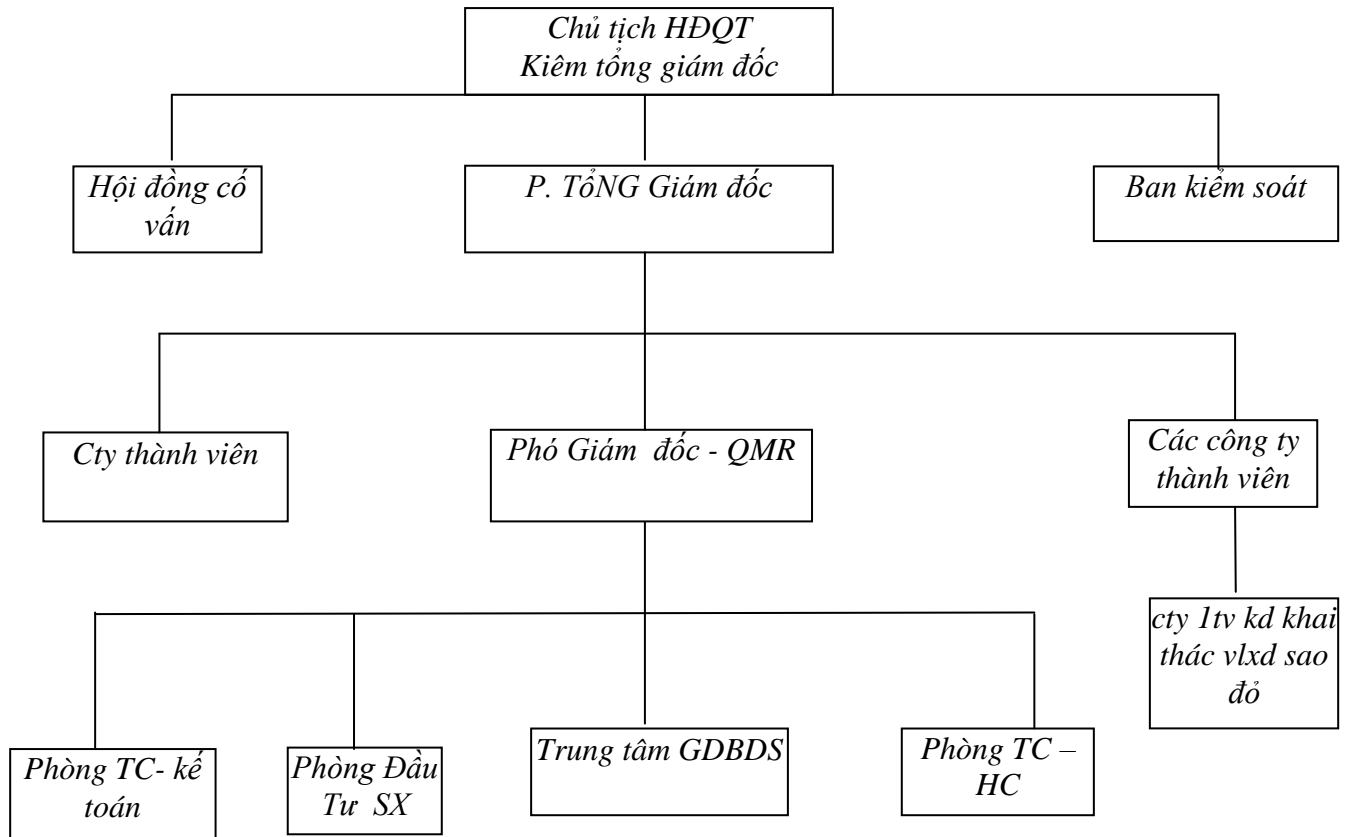 Chủ tịch HĐQT
Kiêm tổng giám đốc
Hội đồng cố
vấn
P. TổNG Giám đốc
Ban kiểm soát
Cty thành viên
Phó Giám đốc - QMR
Các công ty
thành viên
cty 1tv kd khai
thác vlxd sao
đỏ
Phòng TC- kế
toán
Phòng Đầu
Tư SX
Trung tâm GDBDS
Phòng TC –
HC